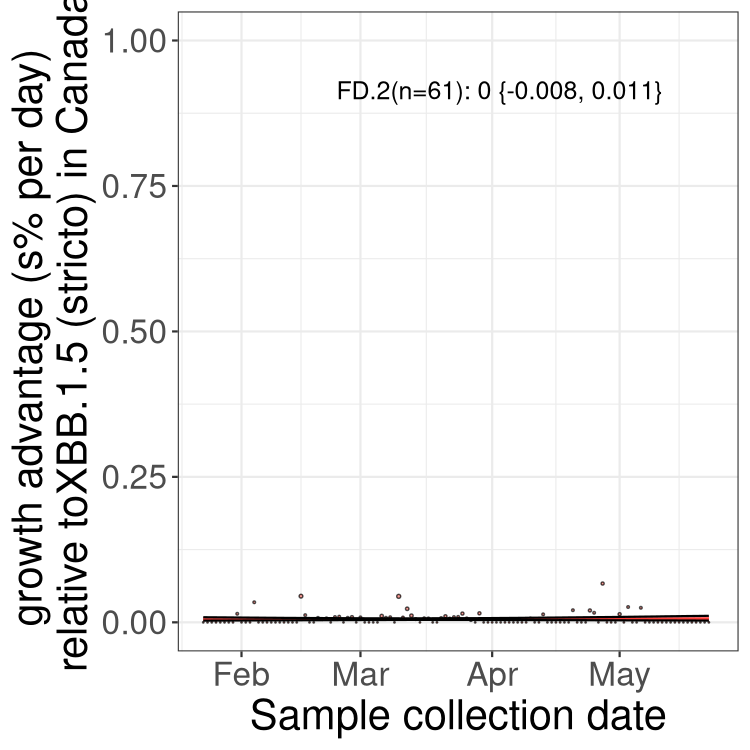 growth advantage (s% per day)
relative toXBB.1.5 (stricto) in Canada
1.00
0.75
0.50
0.25
0.00
FD.2(n=61): 0 {-0.008, 0.011}
Feb Mar Apr May
Sample collection date